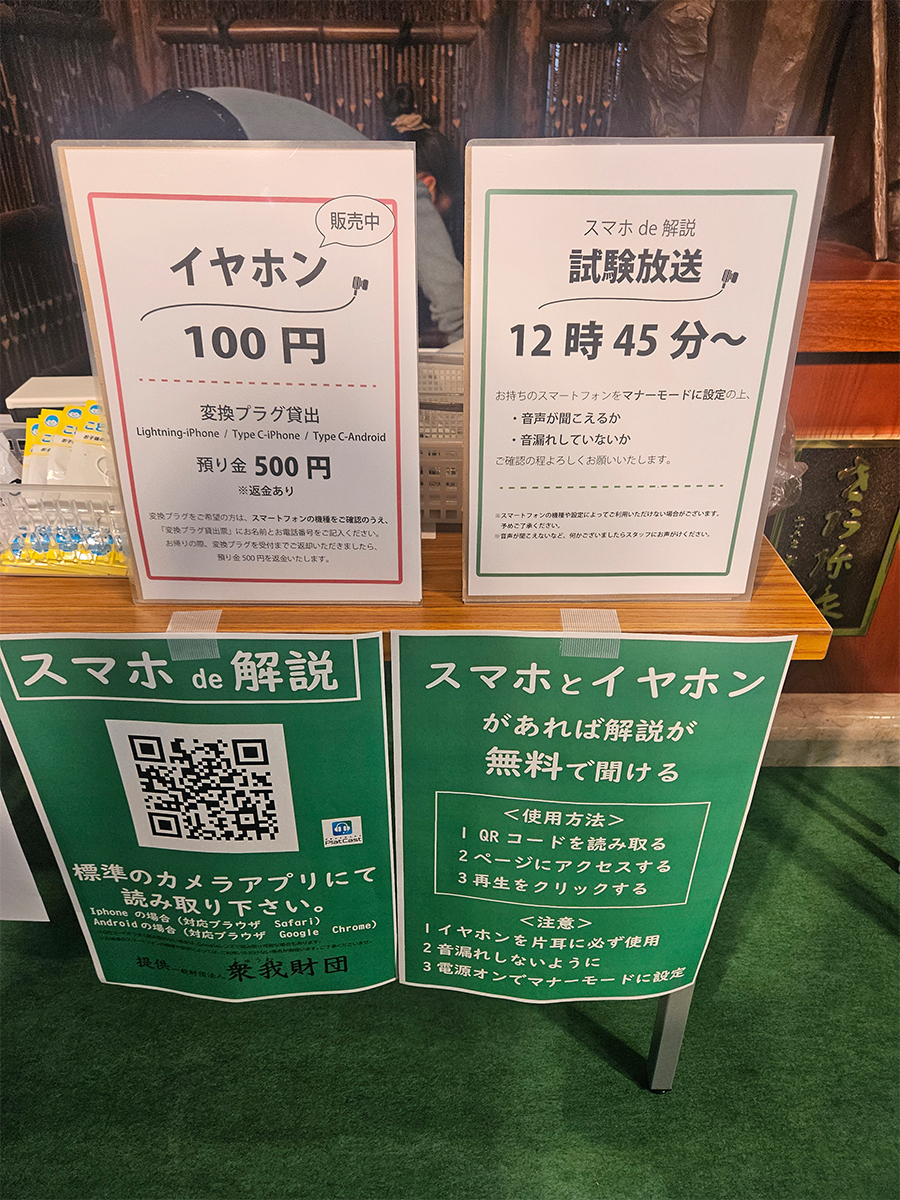 販売中
イヤホン
100 円
変換プラグ貸出
Lightning-iPhone / Type C-iPhone / Type C-Android
預り金 500 円
※返金あり
変換プラグをご希望の方は、スマートフォンの機種をご確認のうえ、
「変換プラグ貸出票」にお名前とお電話番号をご記入ください。
お帰りの際、変換プラグを受付までご返却いただきましたら、
預り金 500 円を返金いたします。
スマホ de 解説
試験放送
12 時 45 分〜
お持ちのスマートフォンをマナーモードに設定の上、
・音声が聞こえるか
・音漏れしていないか
ご確認の程よろしくお願いいたします。
※スマートフォンの機種や設定によってご利用いただけない場合がございます。
予めご了承ください。
※音声が聞こえないなど、何かございましたらスタッフにお声がけください。
スマホ de 解説
PlatCast
標準のカメラアプリにて
読み取り下さい。
Iphone の場合（対応ブラウザ Safari）
Android の場合（対応ブラウザ Google Chrome）
提供 一般財団法人 衆我財団
スマホとイヤホン
があれば解説が
無料で聞ける
＜使用方法＞
1 QR コードを読み取る
2 ページにアクセスする
3 再生をクリックする
＜注意＞
1 イヤホンを片耳に必ず使用
2 音漏れしないように
3 電源オンでマナーモードに設定